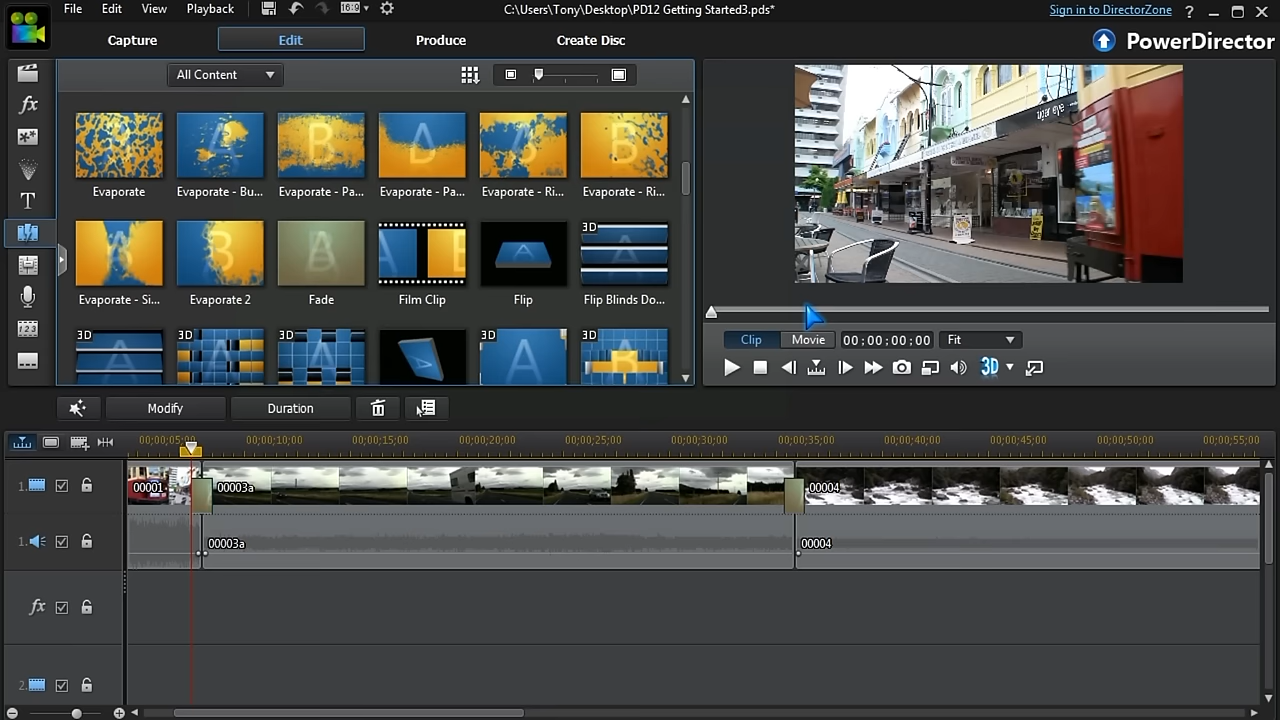 File Edit View Playback 16:9 C:\Users\Tony\Desktop\PD12 Getting Started3.pds* Sign in to DirectorZone ?
Capture Edit Produce Create Disc PowerDirector
All Content
Evaporate Evaporate - Bu... Evaporate - Pa... Evaporate - Pa... Evaporate - Ri... Evaporate - Ri...
3D
Evaporate - Si... Evaporate 2 Fade Film Clip Flip Flip Blinds Do...
3D 3D 3D 3D 3D
Clip Movie 00:00:00:00 Fit
3D
Modify Duration
00;00;05;00 00;00;10;00 00;00;15;00 00;00;20;00 00;00;25;00 00;00;30;00 00;00;35;00 00;00;40;00 00;00;45;00 00;00;50;00 00;00;55;00
1. 00001 00003a 00004
1. 00003a 00004
fx
2.